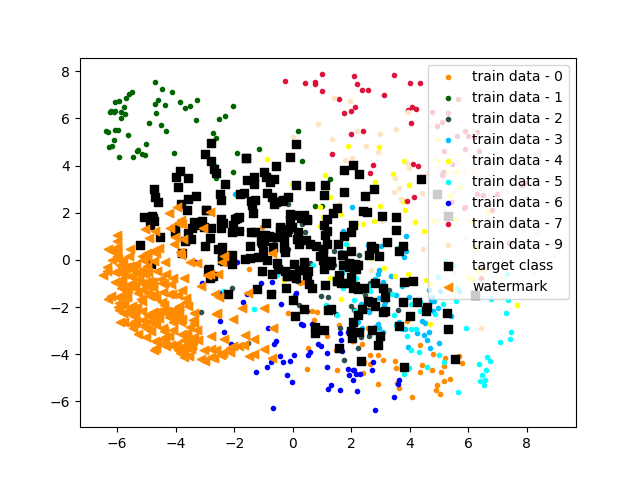 8
6
4
2
0
−2
−4
−6
−6 −4 −2 0 2 4 6 8
train data - 0
train data - 1
train data - 2
train data - 3
train data - 4
train data - 5
train data - 6
train data - 7
train data - 9
target class
watermark